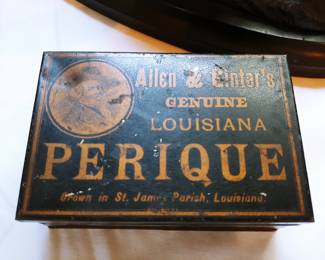 Allen & Ginter's
GENUINE
LOUISIANA
PERIQUE
Grown in St. James Parish, Louisiana.